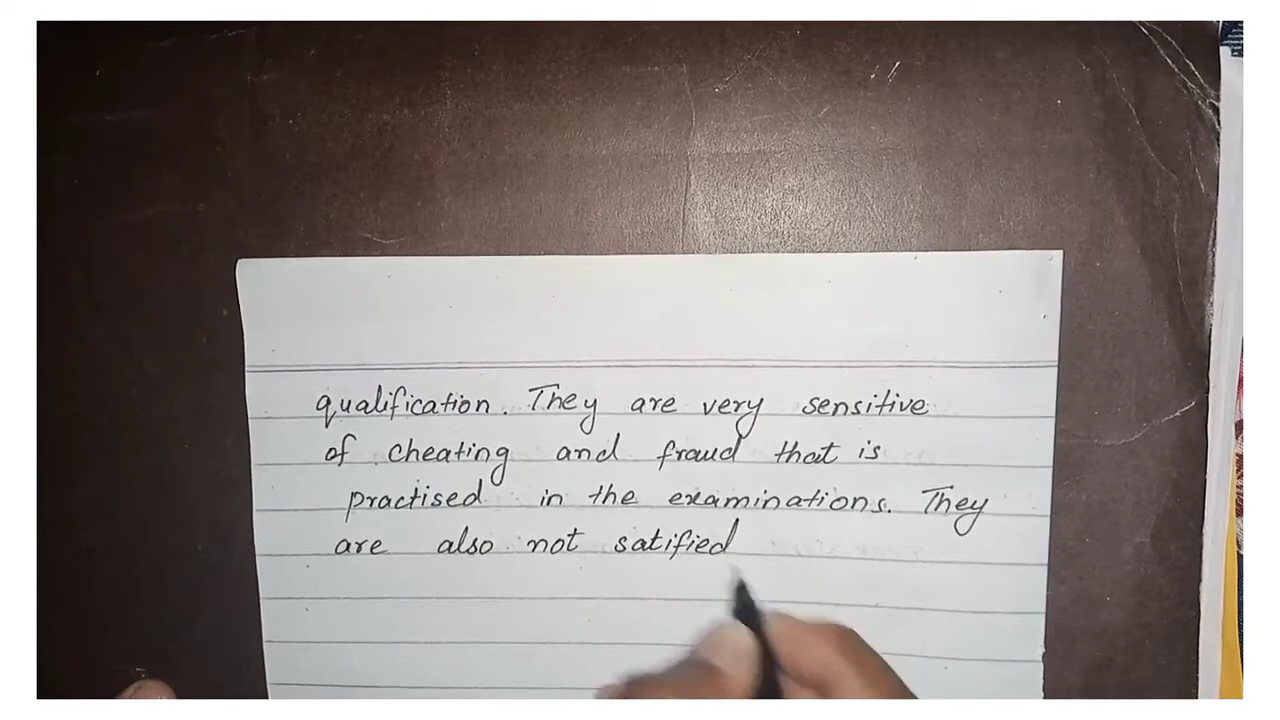 qualification. They are very sensitive
of cheating and fraud that is
practised in the examinations. They
are also not satified